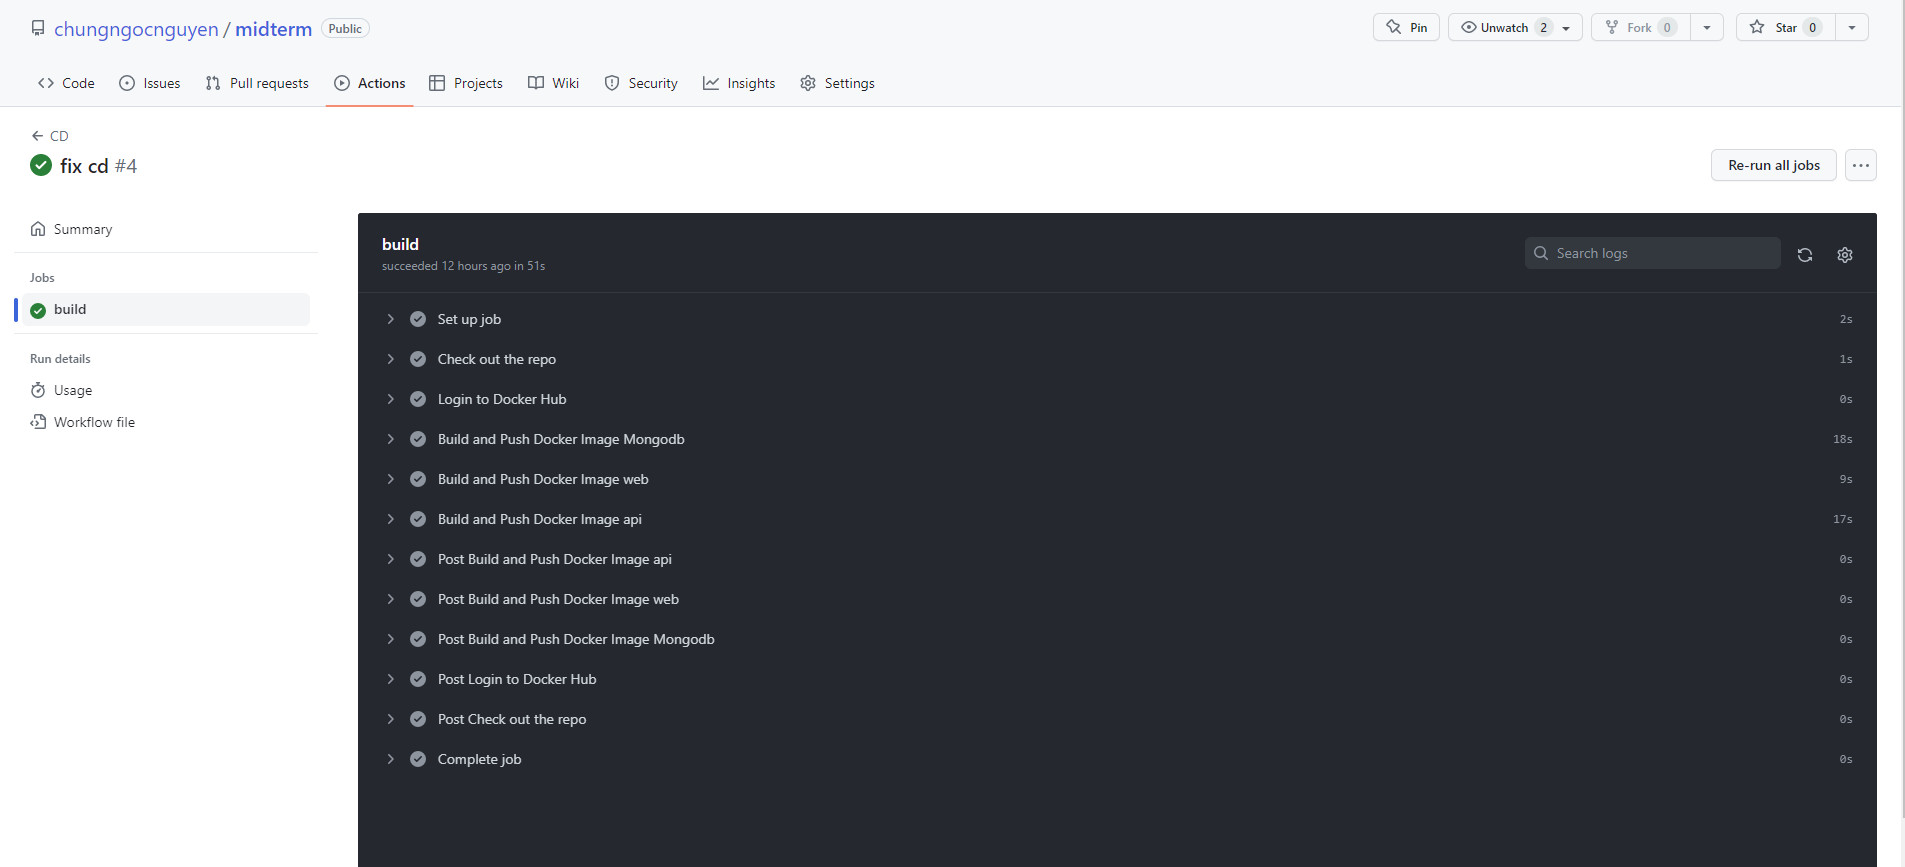 chungngocnguyen / midterm Public
Pin Unwatch 2 Fork 0 Star 0
Code Issues Pull requests Actions Projects Wiki Security Insights Settings
CD
fix cd #4
Re-run all jobs
Summary
Jobs
build
Run details
Usage
Workflow file
build
succeeded 12 hours ago in 51s
Search logs
Set up job 2s
Check out the repo 1s
Login to Docker Hub 0s
Build and Push Docker Image Mongodb 18s
Build and Push Docker Image web 9s
Build and Push Docker Image api 17s
Post Build and Push Docker Image api 0s
Post Build and Push Docker Image web 0s
Post Build and Push Docker Image Mongodb 0s
Post Login to Docker Hub 0s
Post Check out the repo 0s
Complete job 0s